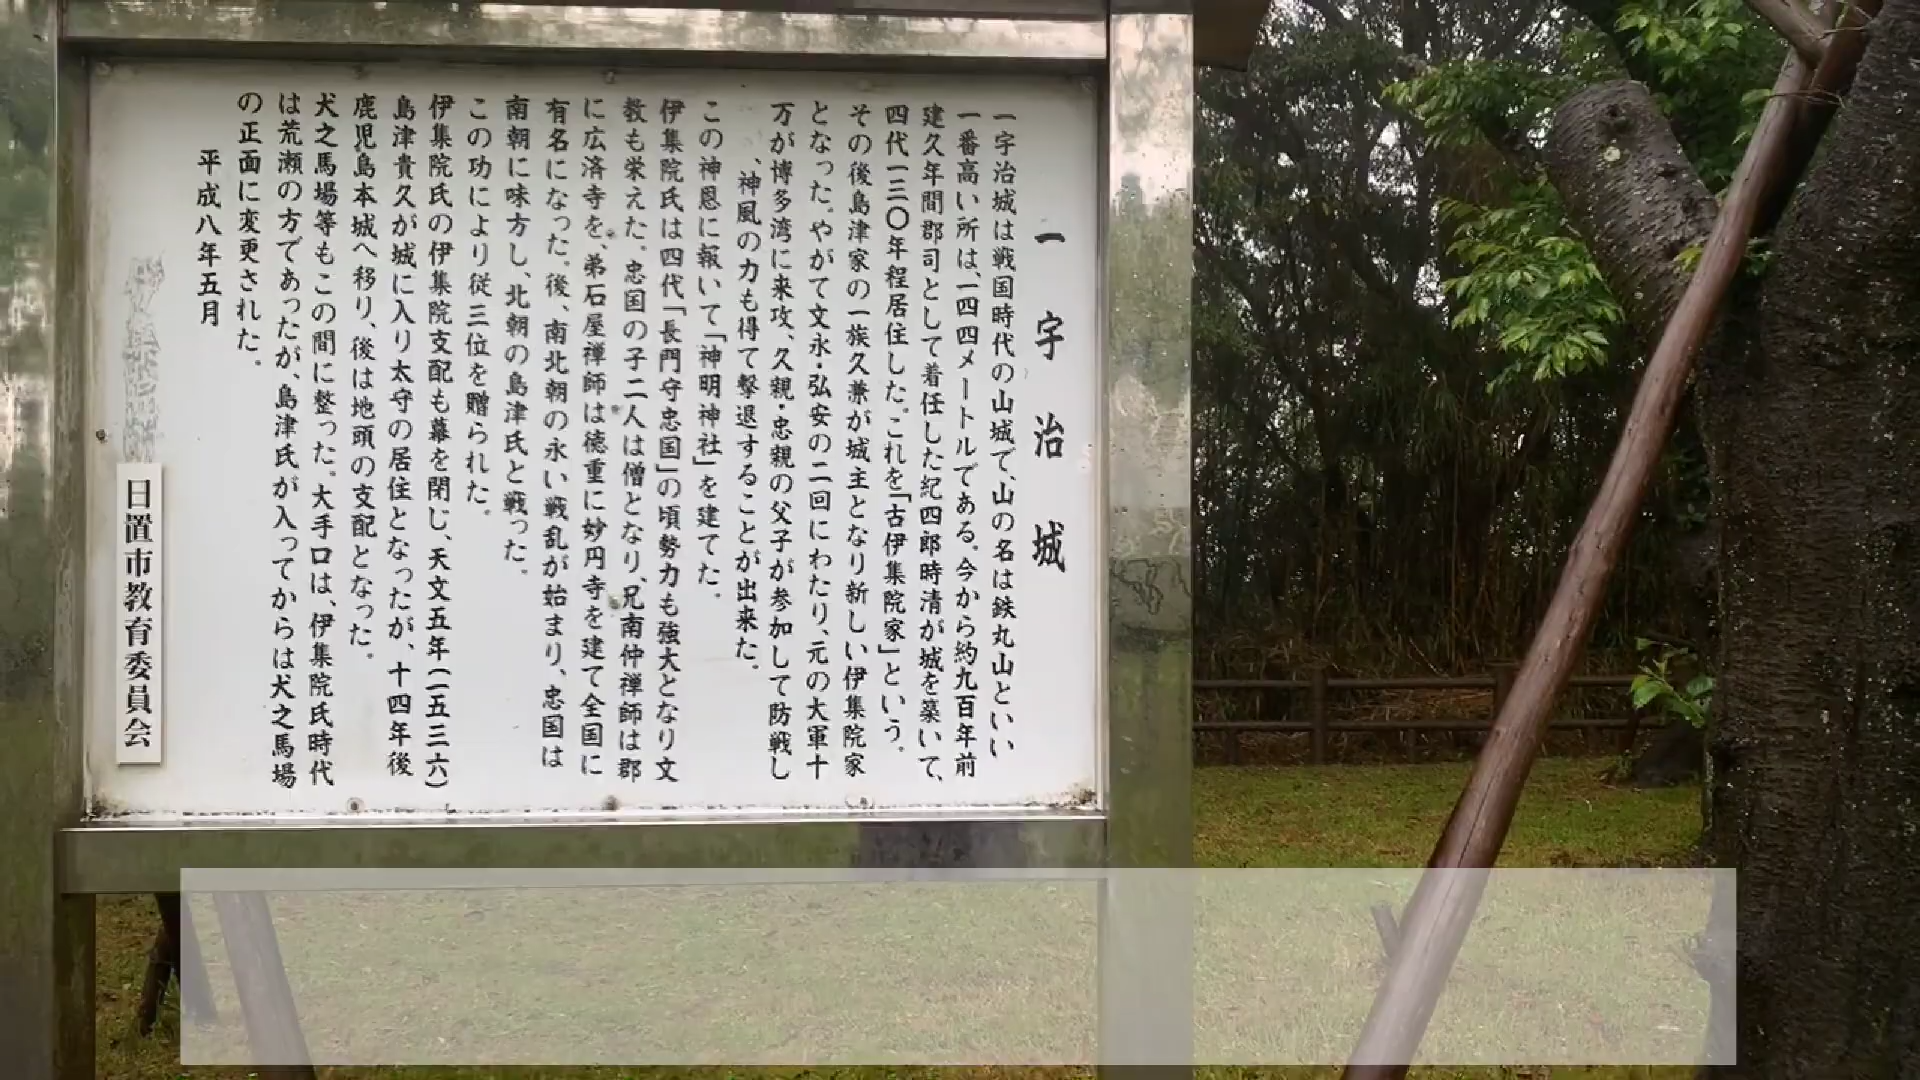 一宇治城
一宇治城は戦国時代の山城で、山の名は鉄丸山といい
一番高い所は、一四四メートルである。今から約九百年前
建久年間郡司として着任した紀四郎時清が城を築いて、
四代一三〇年程居住した。これを「古伊集院家」という。
その後島津家の一族久兼が城主となり新しい伊集院家
となった。やがて文永・弘安の二回にわたり、元の大軍十
万が博多湾に来攻、久親・忠親の父子が参加して防戦し
、神風の力も得て撃退することが出来た。
この神恩に報いて「神明神社」を建てた。
伊集院氏は四代「長門守忠国」の頃勢力も強大となり文
教も栄えた。忠国の子二人は僧となり、兄南仲禅師は郡
に広済寺を、弟石屋禅師は徳重に妙円寺を建て全国に
有名になった。後、南北朝の永い戦乱が始まり、忠国は
南朝に味方し、北朝の島津氏と戦った。
この功により従三位を贈られた。
伊集院氏の伊集院支配も幕を閉じ、天文五年(一五三六)
島津貴久が城に入り太守の居住となったが、十四年後
鹿児島本城へ移り、後は地頭の支配となった。
犬之馬場等もこの間に整った。大手口は、伊集院氏時代
は荒瀬の方であったが、島津氏が入ってからは犬之馬場
の正面に変更された。
平成八年五月
日置市教育委員会